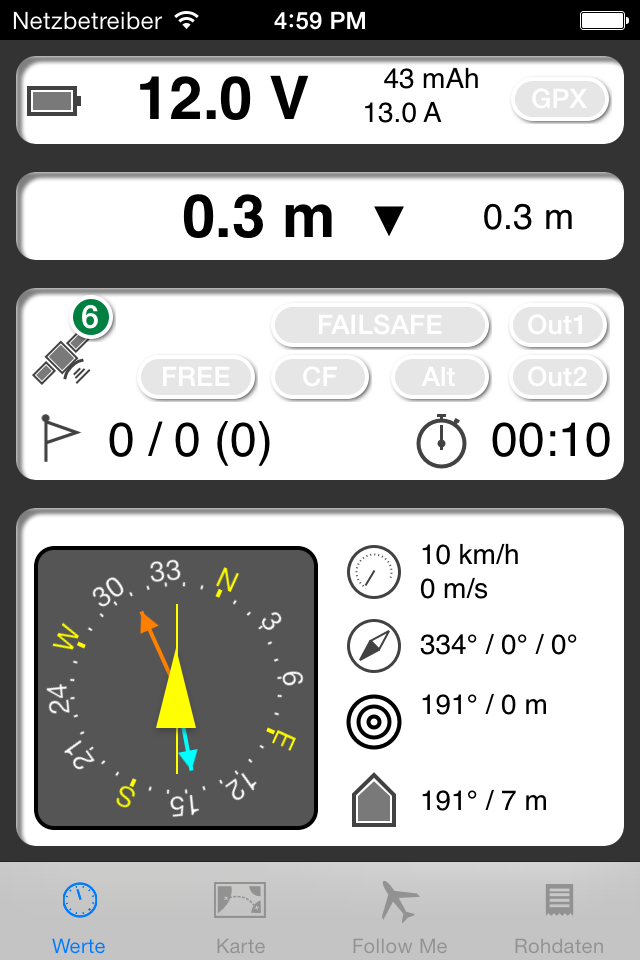 Netzbetreiber 4:59 PM
12.0 V
43 mAh
13.0 A
GPX
0.3 m ▼ 0.3 m
6
FAILSAFE Out1
FREE CF Alt Out2
0 / 0 (0) 00:10
33
N
3
6
E
12
15
S
21
24
W
30
10 km/h
0 m/s
334° / 0° / 0°
191° / 0 m
191° / 7 m
Werte Karte Follow Me Rohdaten